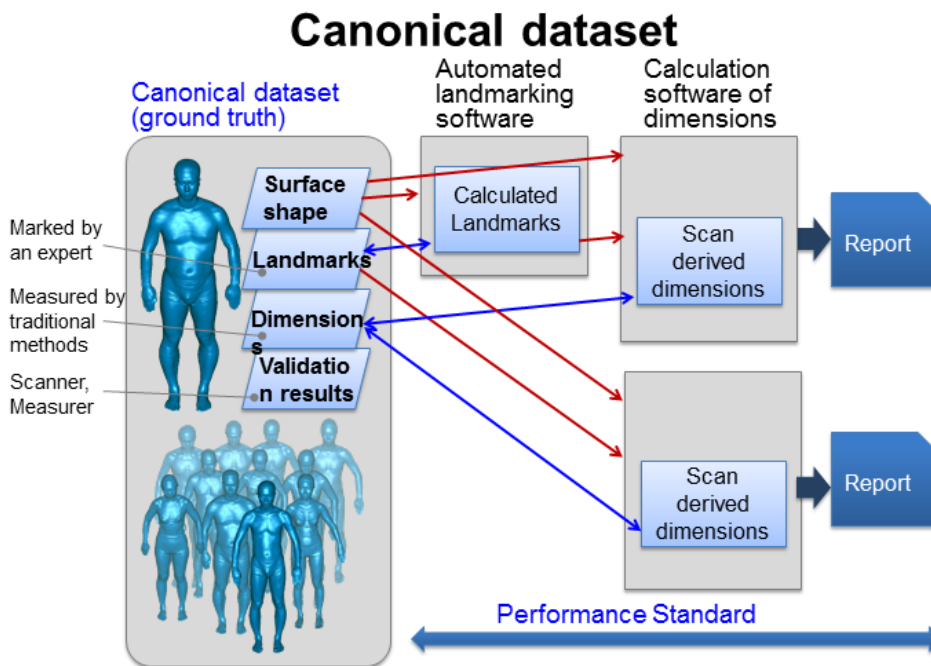 Canonical dataset
Canonical dataset
(ground truth)
Automated
landmarking
software
Calculation
software of
dimensions
Marked by
an expert
Measured by
traditional
methods
Scanner,
Measurer
Surface
shape
Landmarks
Dimension
s
Validatio
n results
Calculated
Landmarks
Scan
derived
dimensions
Report
Scan
derived
dimensions
Report
Performance Standard